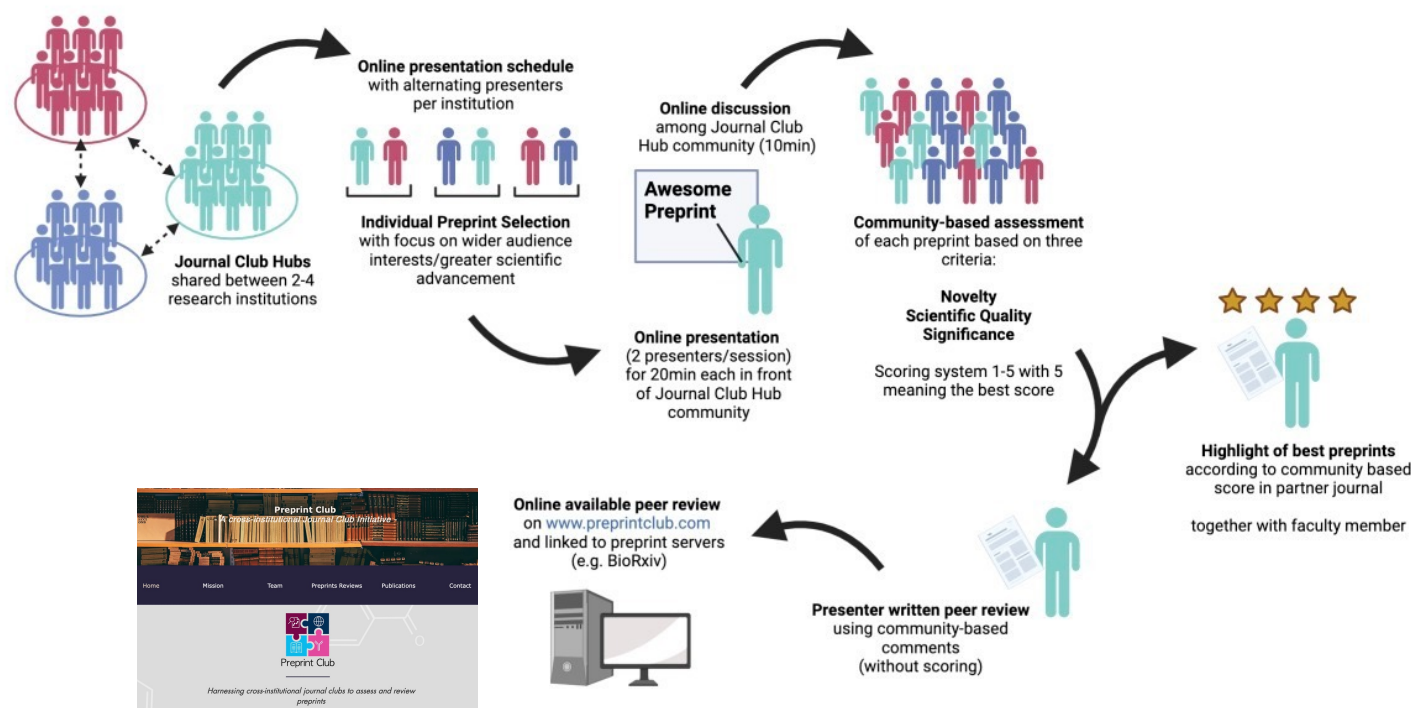 Journal Club Hubs
shared between 2-4
research institutions
Online presentation schedule
with alternating presenters
per institution
Individual Preprint Selection
with focus on wider audience
interests/greater scientific
advancement
Online discussion
among Journal Club
Hub community (10min)
Awesome
Preprint
Online presentation
(2 presenters/session)
for 20min each in front
of Journal Club Hub
community
Community-based assessment
of each preprint based on three
criteria:
Novelty
Scientific Quality
Significance
Scoring system 1-5 with 5
meaning the best score
Highlight of best preprints
according to community based
score in partner journal
together with faculty member
Presenter written peer review
using community-based
comments
(without scoring)
Online available peer review
on www.preprintclub.com
and linked to preprint servers
(e.g. BioRxiv)
Preprint Club
- A cross-institutional Journal Club Initiative -
Home Mission Team Preprints Reviews Publications Contact
Preprint Club
Harnessing cross-institutional journal clubs to assess and review
preprints